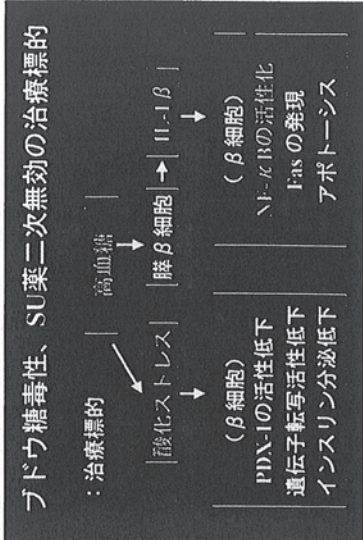 ブドウ糖毒性、SU薬二次無効の治療標的
: 治療標的
高血糖
酸化ストレス
膵β細胞
IL-1β
(β細胞)
PDX-1の活性低下
遺伝子転写活性低下
インスリン分泌低下
(β細胞)
NF-κBの活性化
Fasの発現
アポトーシス